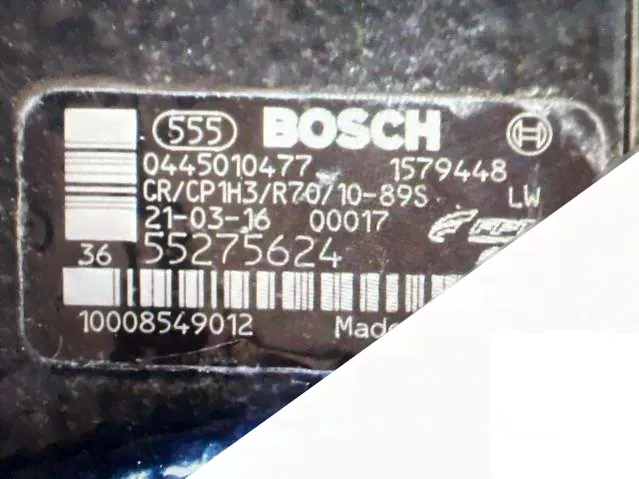 555 BOSCH
0445010477 1579448
CR/CP1H3/R70/10-89S LW
21-03-16 00017
36 55275624
10008549012 Made